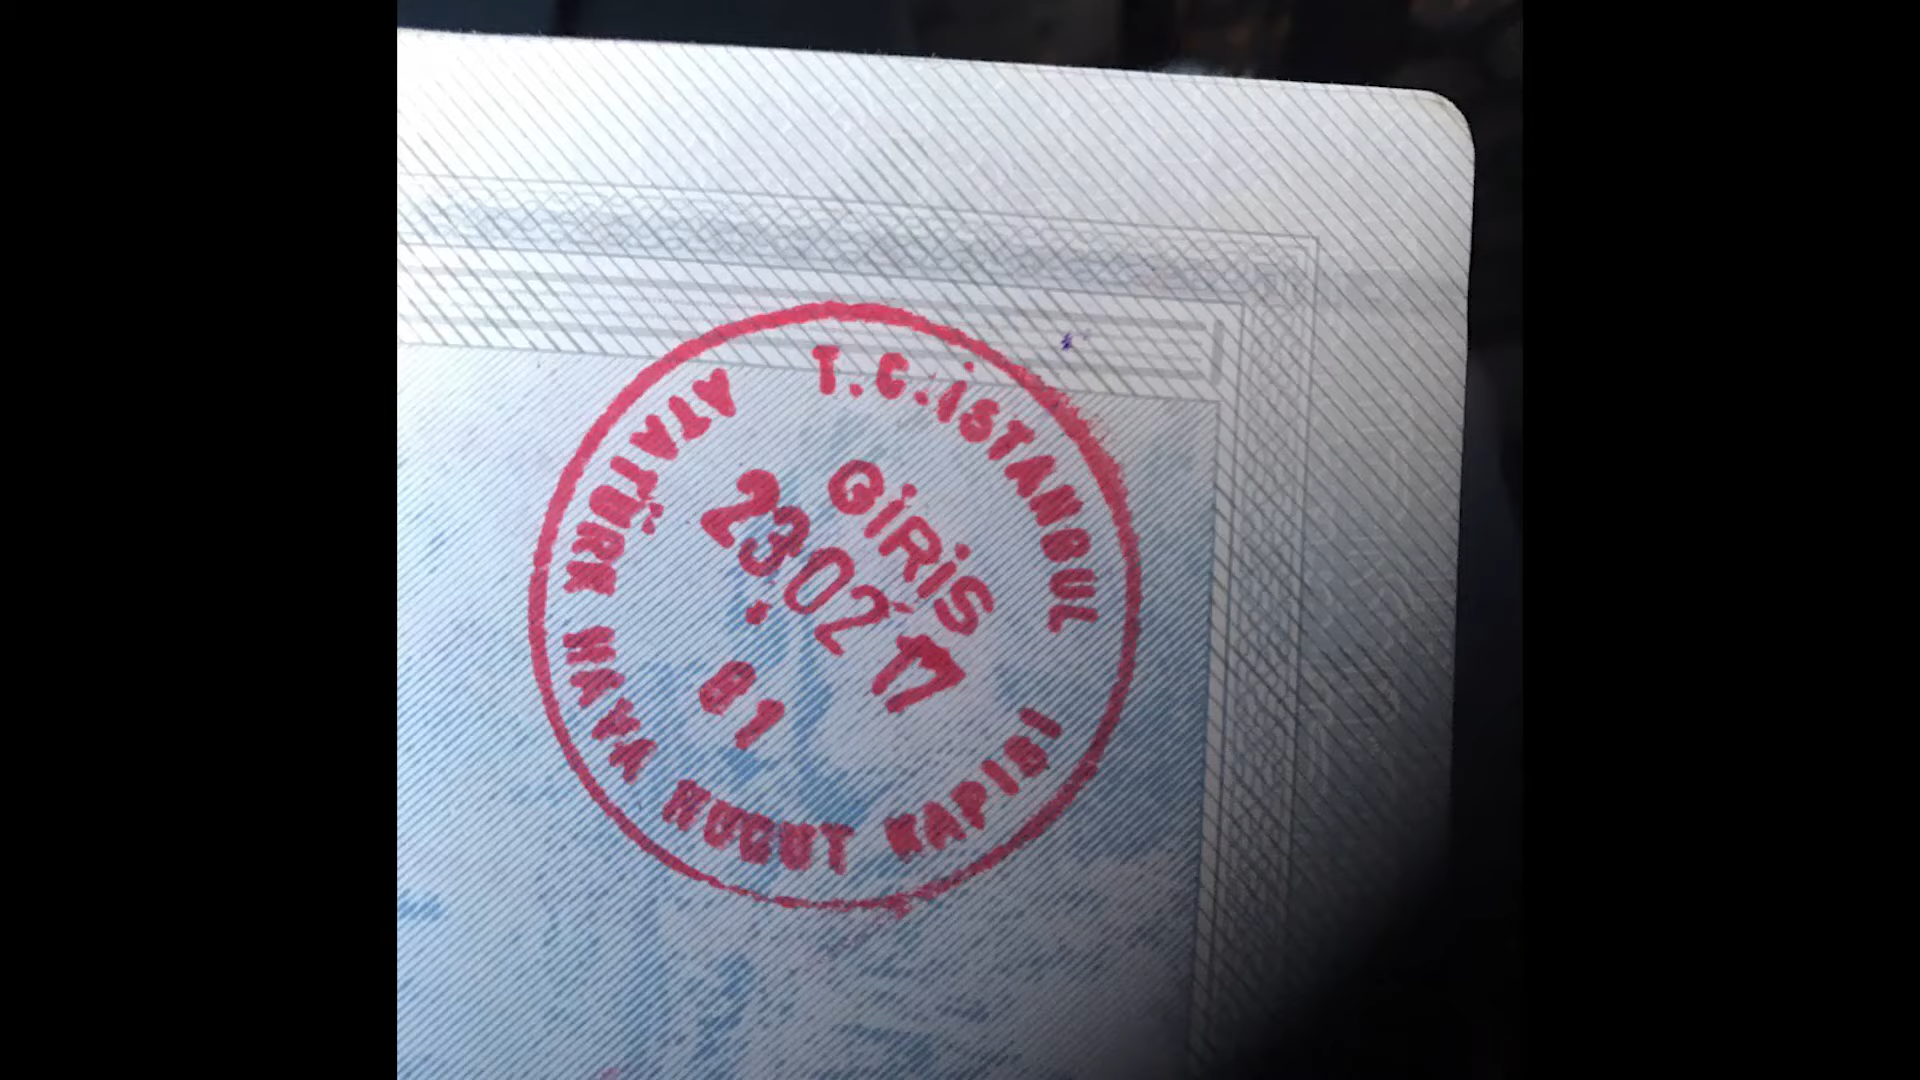 T.C. İSTANBUL
ATATÜRK HAVA HUDUT KAPISI
GİRİŞ
23 02 17
81